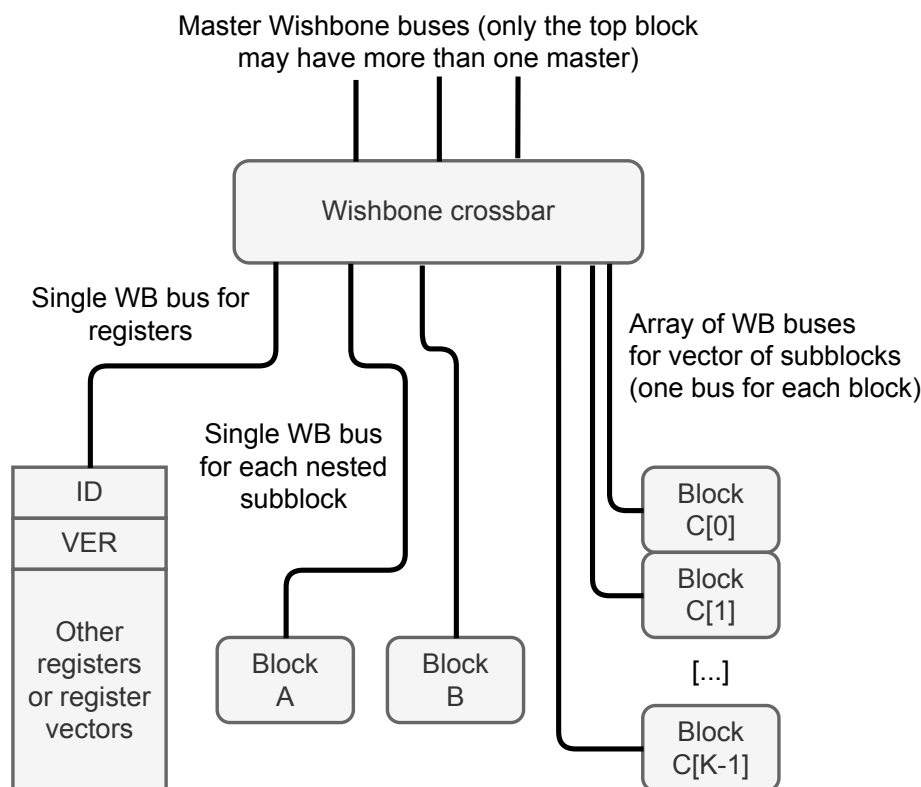 Master Wishbone buses (only the top block
may have more than one master)
Wishbone crossbar
Single WB bus for
registers
Array of WB buses
for vector of subblocks
(one bus for each block)
Single WB bus
for each nested
subblock
ID
VER
Other
registers
or register
vectors
Block
A
Block
B
Block
C[0]
Block
C[1]
[...]
Block
C[K-1]